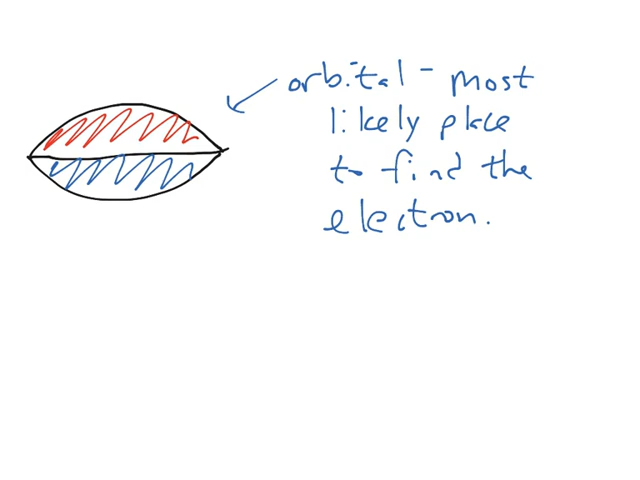 orbital - most
likely place
to find the
electron.